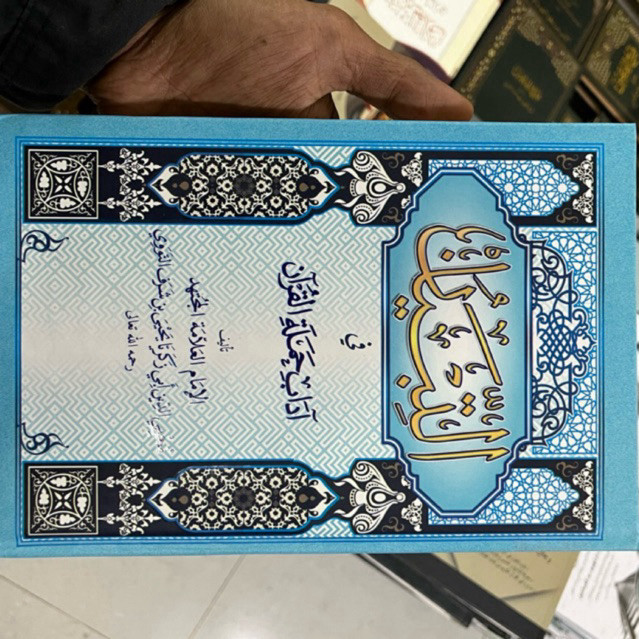 التبيان
في
آداب حملة القرآن
تأليف
الإمام العلامة المجتهد
محيي الدين أبي زكريا يحيى بن شرف النووي
رحمه الله تعالى